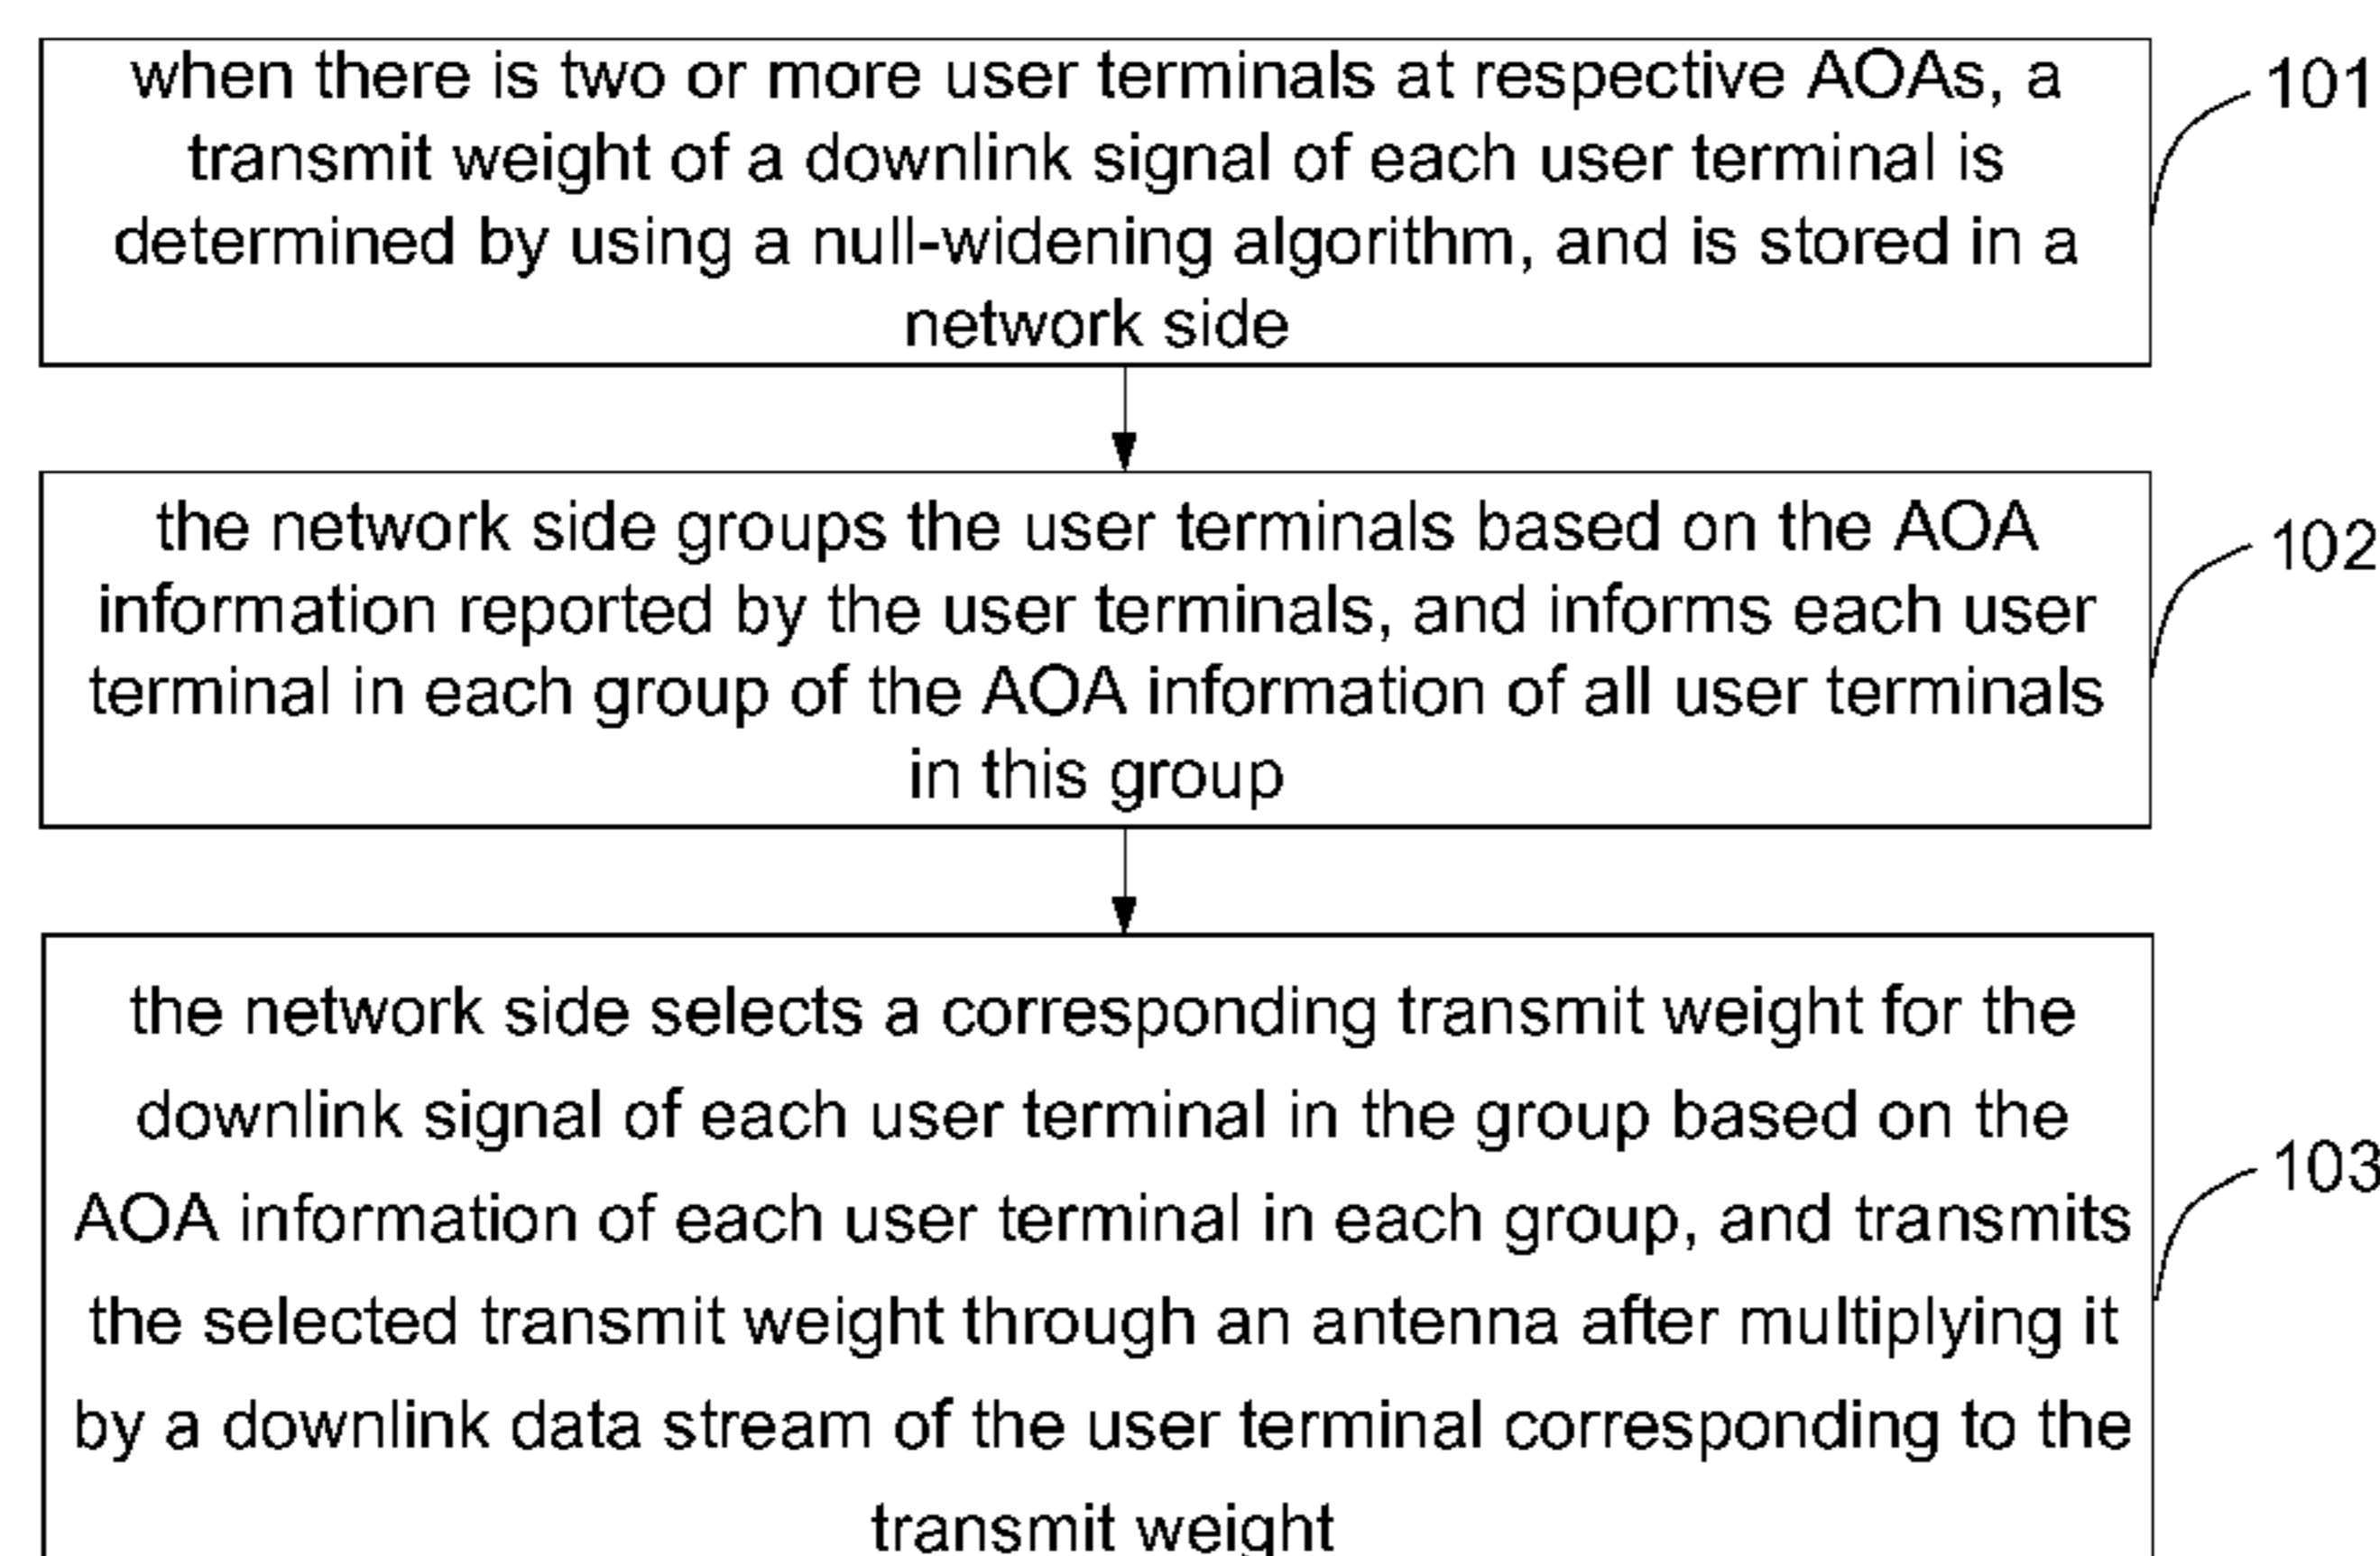 when there is two or more user terminals at respective AOAs, a
transmit weight of a downlink signal of each user terminal is
determined by using a null-widening algorithm, and is stored in a
network side
101
the network side groups the user terminals based on the AOA
information reported by the user terminals, and informs each user
terminal in each group of the AOA information of all user terminals
in this group
102
the network side selects a corresponding transmit weight for the
downlink signal of each user terminal in the group based on the
AOA information of each user terminal in each group, and transmits
the selected transmit weight through an antenna after multiplying it
by a downlink data stream of the user terminal corresponding to the
transmit weight
103